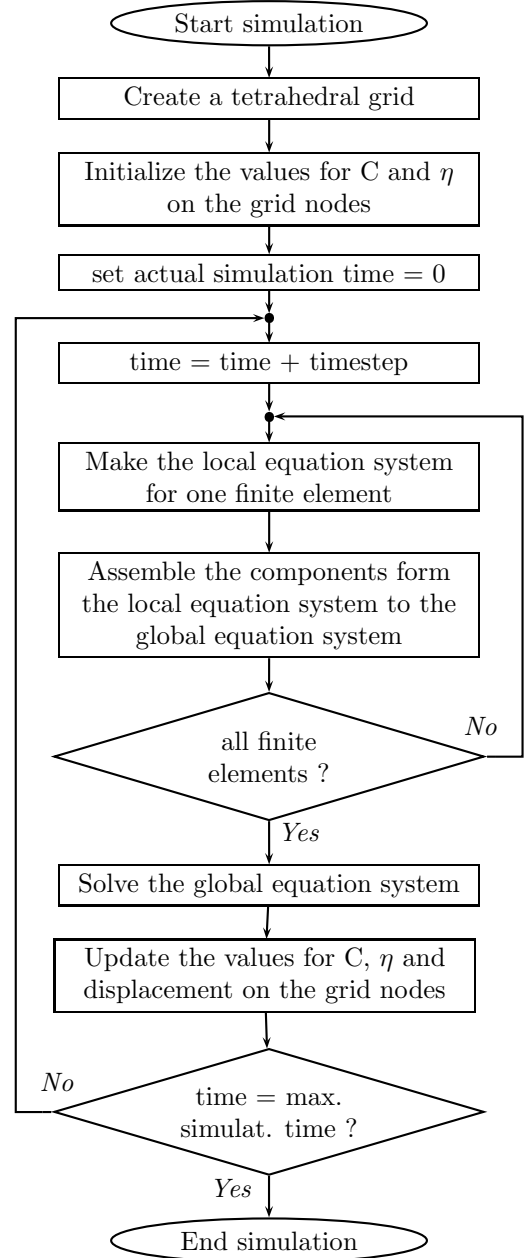 Start simulation
Create a tetrahedral grid
Initialize the values for C and η
on the grid nodes
set actual simulation time = 0
time = time + timestep
Make the local equation system
for one finite element
Assemble the components form
the local equation system to the
global equation system
No
all finite
elements ?
Yes
Solve the global equation system
Update the values for C, η and
displacement on the grid nodes
No
time = max.
simulat. time ?
Yes
End simulation